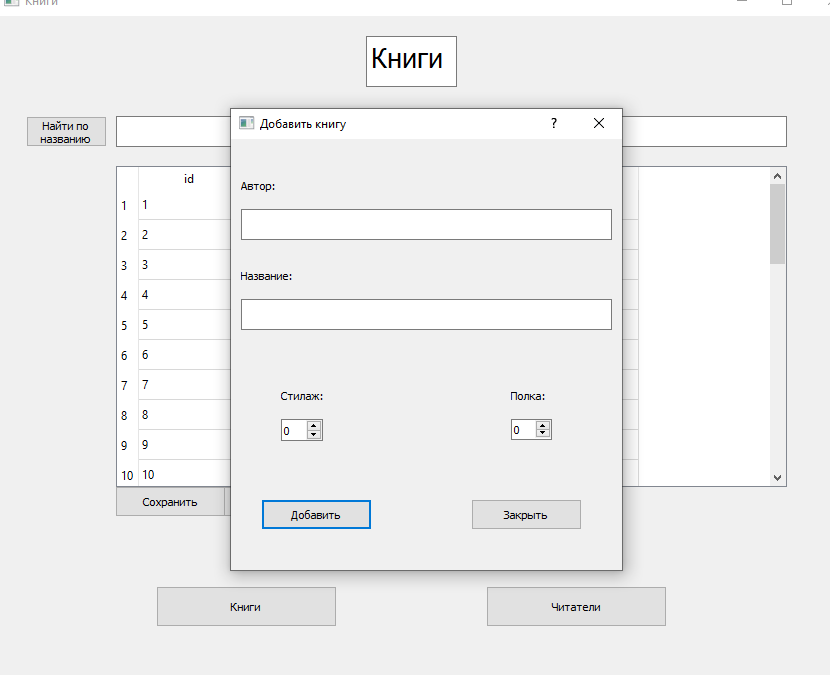 Книги
Книги
Найти по
названию
Добавить книгу
?
id
1 1
2 2
3 3
4 4
5 5
6 6
7 7
8 8
9 9
10 10
Автор:
Название:
Стилаж:
Полка:
0
0
Добавить
Закрыть
Сохранить
Книги
Читатели